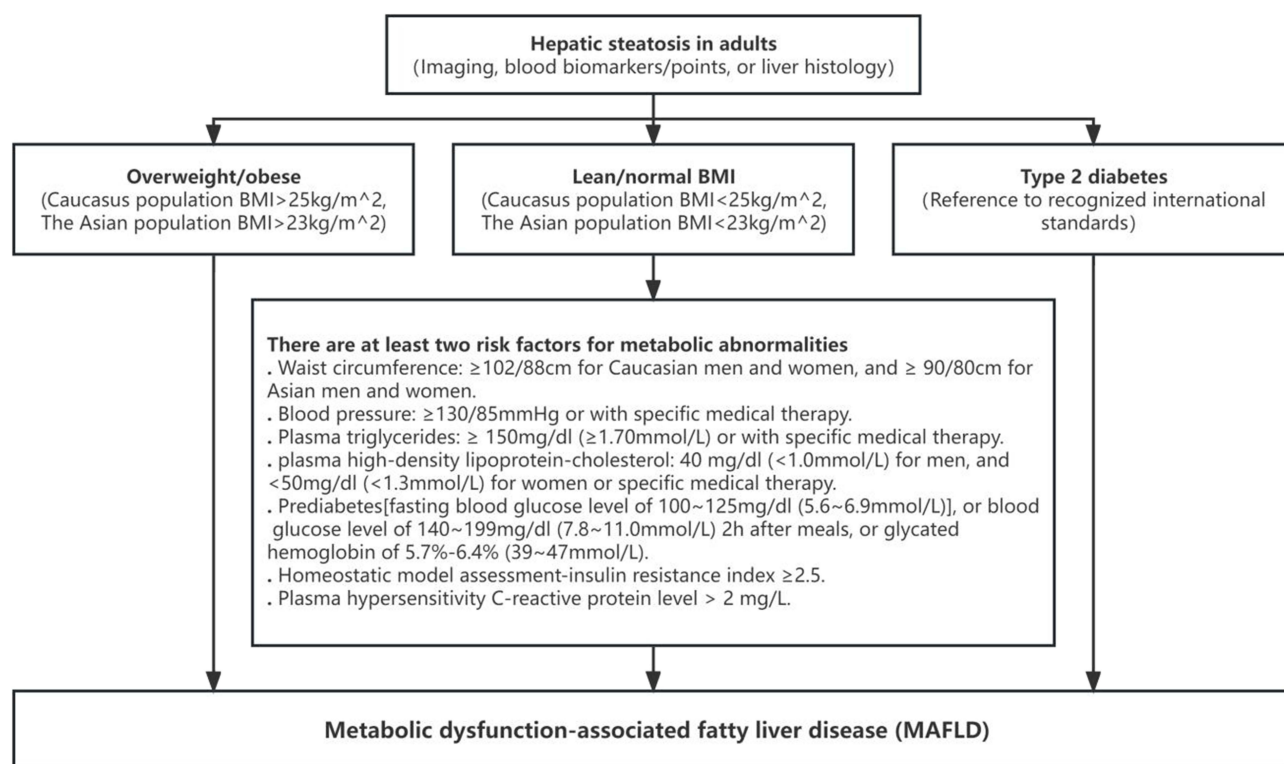 Hepatic steatosis in adults
(Imaging, blood biomarkers/points, or liver histology)
Overweight/obese
(Caucasus population BMI>25kg/m^2,
The Asian population BMI>23kg/m^2)
Lean/normal BMI
(Caucasus population BMI<25kg/m^2,
The Asian population BMI<23kg/m^2)
Type 2 diabetes
(Reference to recognized international
standards)
There are at least two risk factors for metabolic abnormalities
. Waist circumference: ≥102/88cm for Caucasian men and women, and ≥ 90/80cm for
Asian men and women.
. Blood pressure: ≥130/85mmHg or with specific medical therapy.
. Plasma triglycerides: ≥ 150mg/dl (≥1.70mmol/L) or with specific medical therapy.
. plasma high-density lipoprotein-cholesterol: 40 mg/dl (<1.0mmol/L) for men, and
<50mg/dl (<1.3mmol/L) for women or specific medical therapy.
. Prediabetes[fasting blood glucose level of 100~125mg/dl (5.6~6.9mmol/L)], or blood
glucose level of 140~199mg/dl (7.8~11.0mmol/L) 2h after meals, or glycated
hemoglobin of 5.7%-6.4% (39~47mmol/L).
. Homeostatic model assessment-insulin resistance index ≥2.5.
. Plasma hypersensitivity C-reactive protein level > 2 mg/L.
Metabolic dysfunction-associated fatty liver disease (MAFLD)